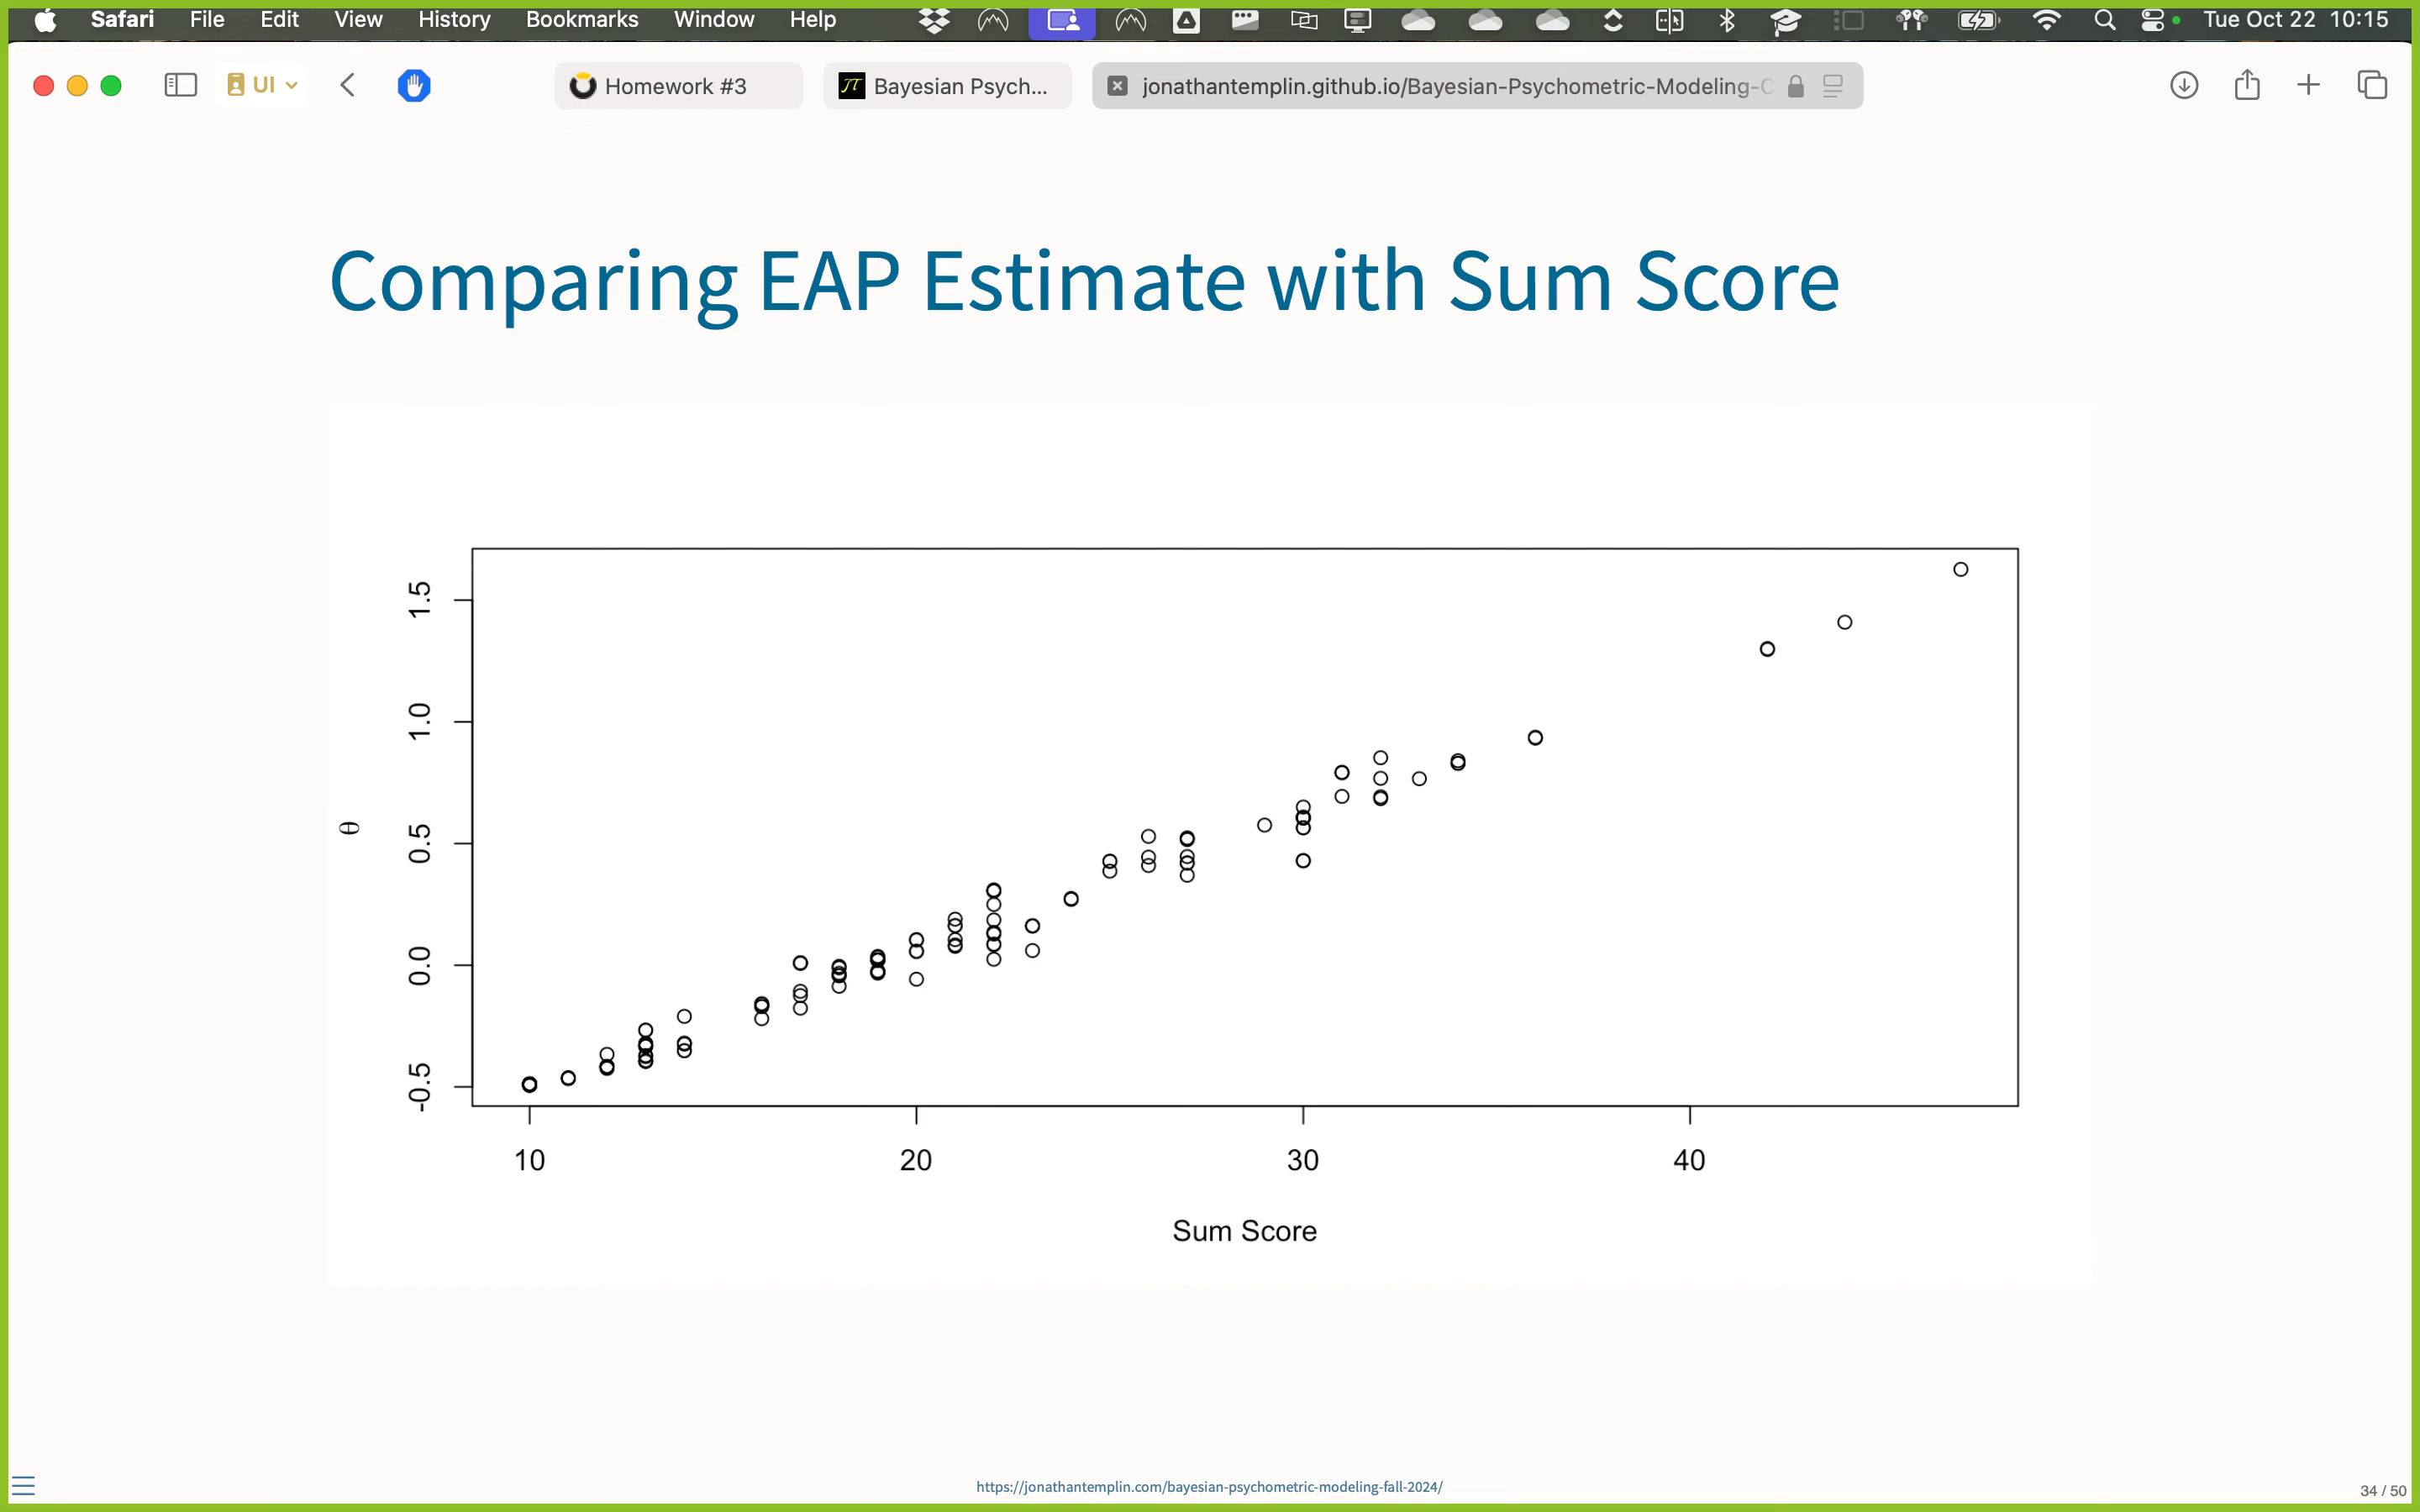 Safari File Edit View History Bookmarks Window Help Tue Oct 22 10:15
UI Homework #3 Bayesian Psych... jonathantemplin.github.io/Bayesian-Psychometric-Modeling-C
Comparing EAP Estimate with Sum Score
1.5
1.0
0.5
0.0
-0.5
θ
10 20 30 40
Sum Score
https://jonathantemplin.com/bayesian-psychometric-modeling-fall-2024/
34 / 50